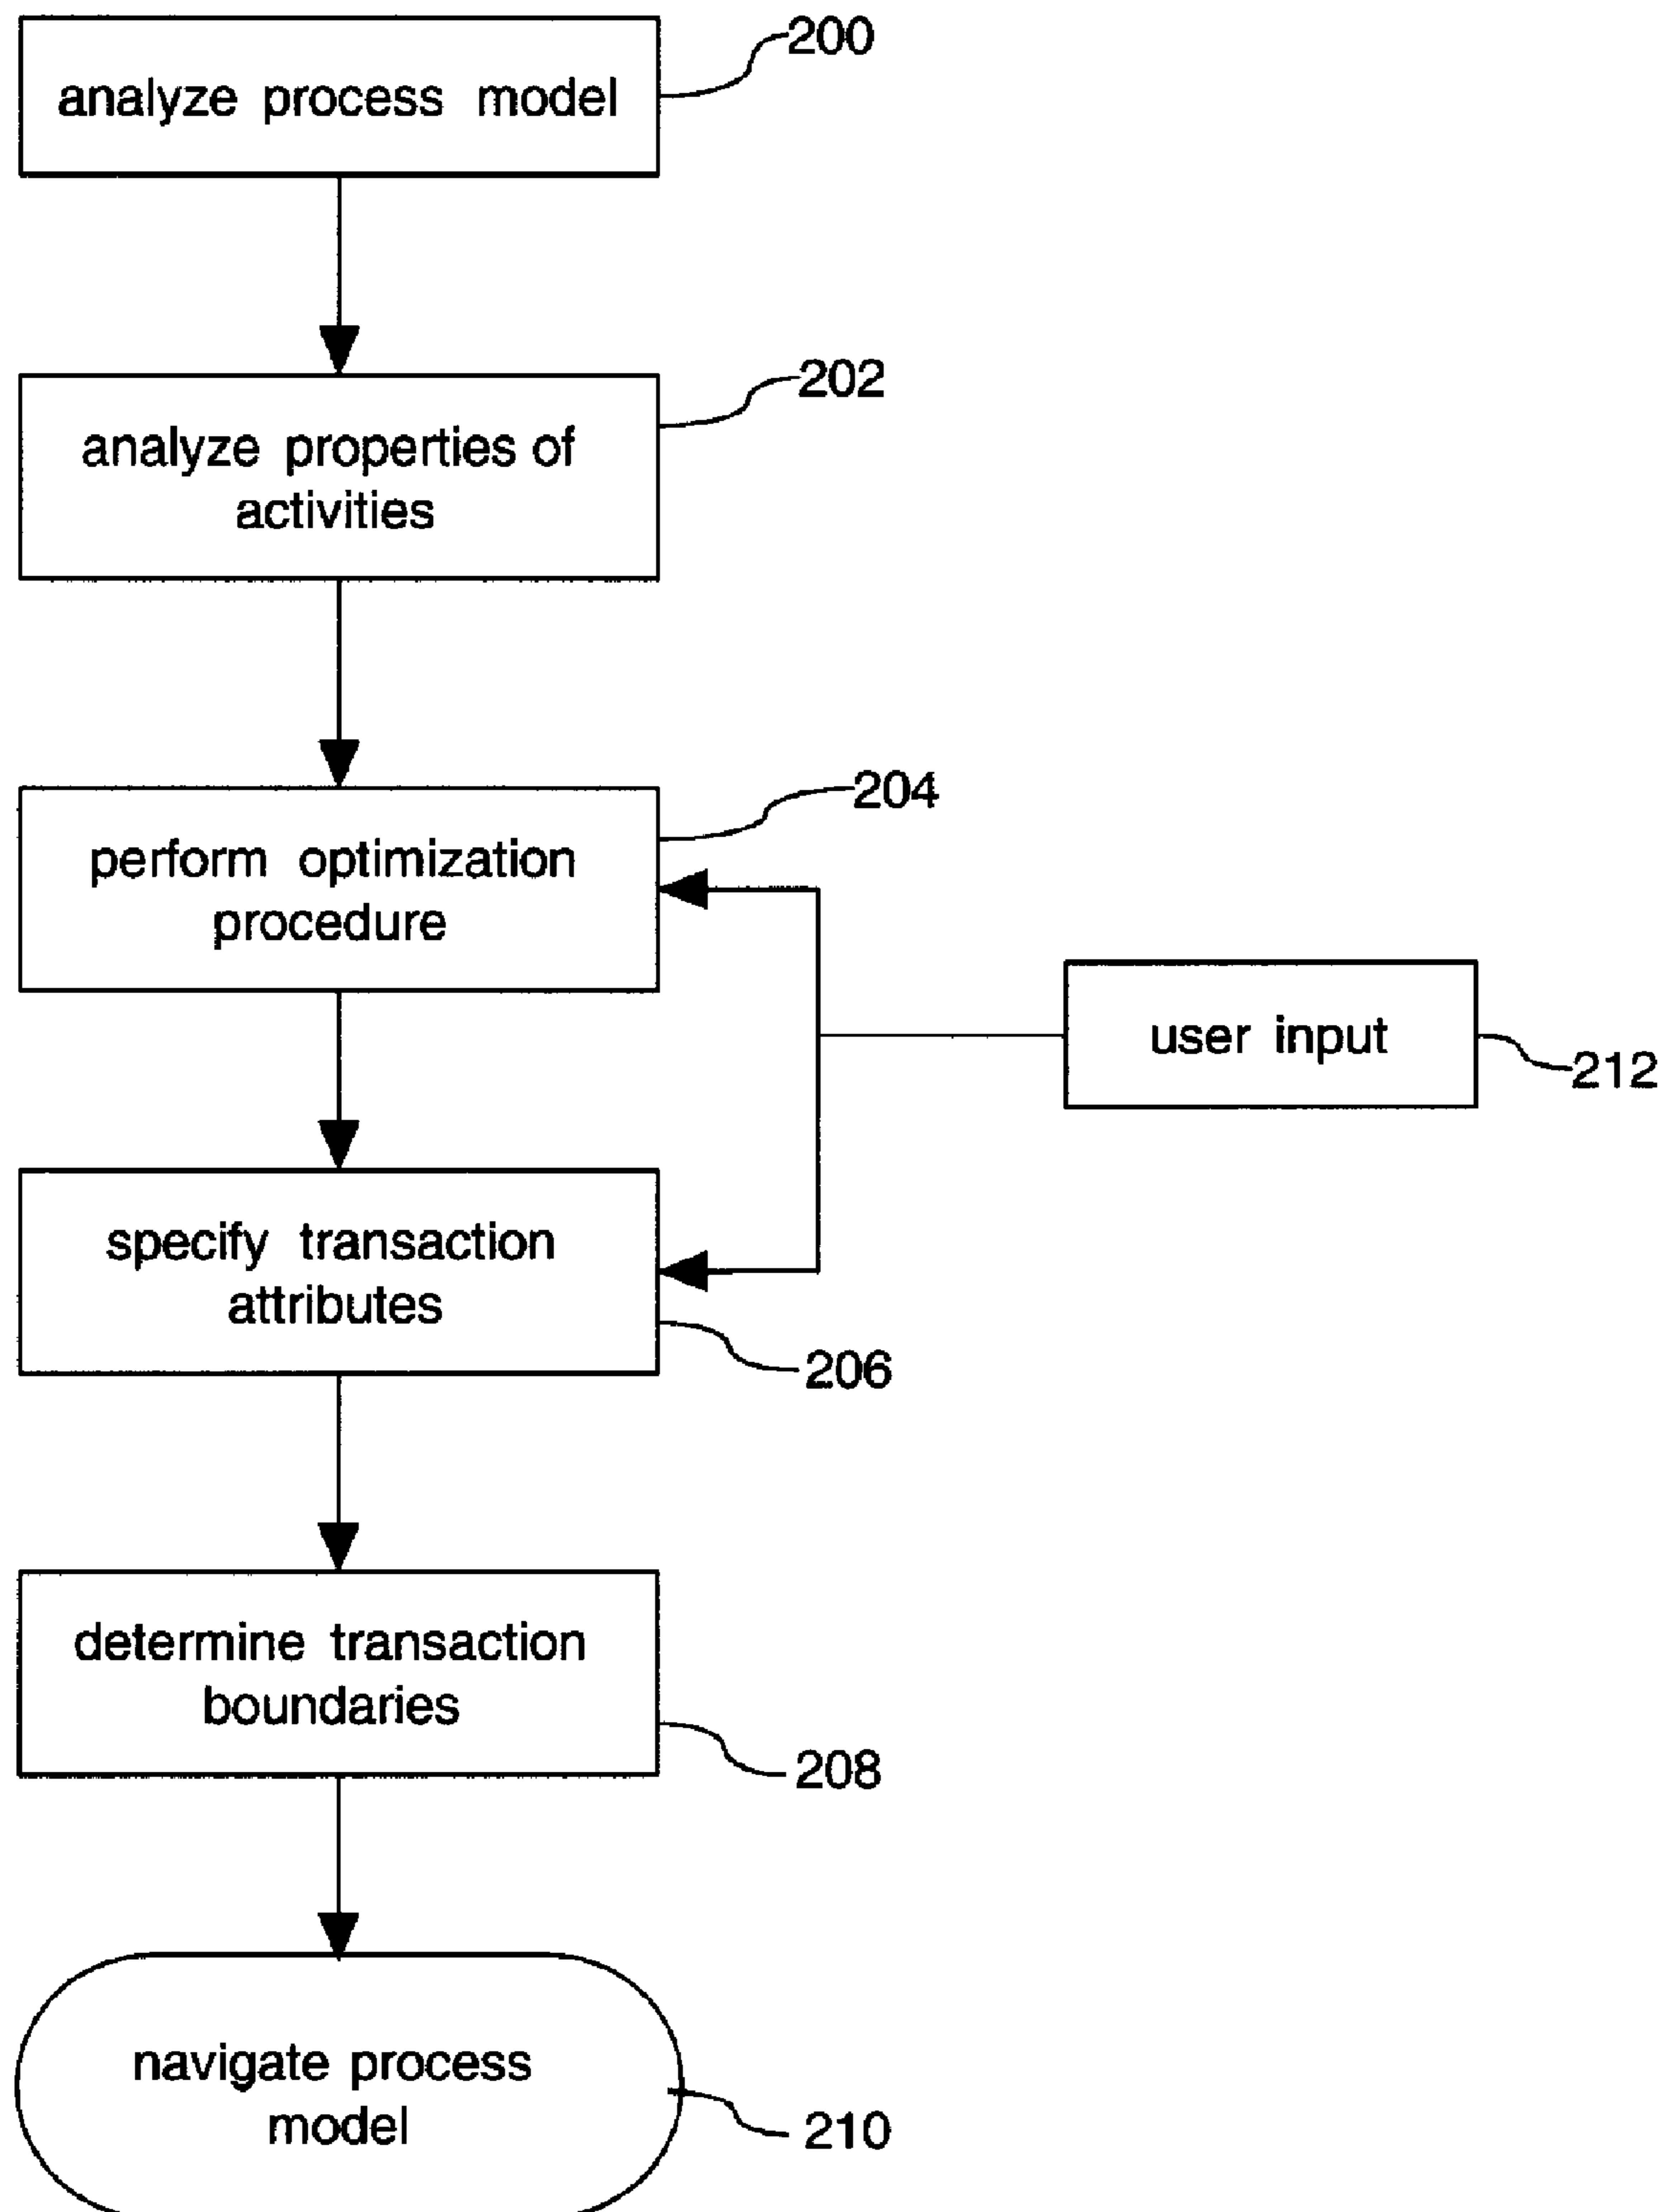 200
analyze process model
202
analyze properties of
activities
204
perform optimization
procedure
user input
212
specify transaction
attributes
206
determine transaction
boundaries
208
navigate process
model
210